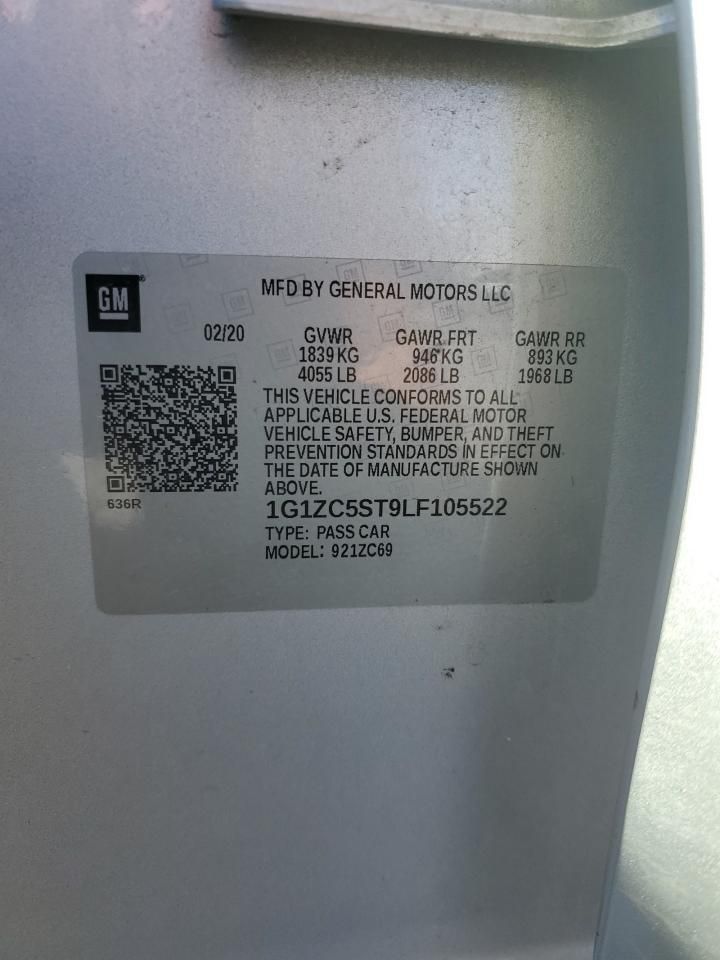 GM
MFD BY GENERAL MOTORS LLC
02/20 GVWR GAWR FRT GAWR RR
1839 KG 946 KG 893 KG
4055 LB 2086 LB 1968 LB
THIS VEHICLE CONFORMS TO ALL
APPLICABLE U.S. FEDERAL MOTOR
VEHICLE SAFETY, BUMPER, AND THEFT
PREVENTION STANDARDS IN EFFECT ON
THE DATE OF MANUFACTURE SHOWN
ABOVE.
636R
1G1ZC5ST9LF105522
TYPE: PASS CAR
MODEL: 921ZC69